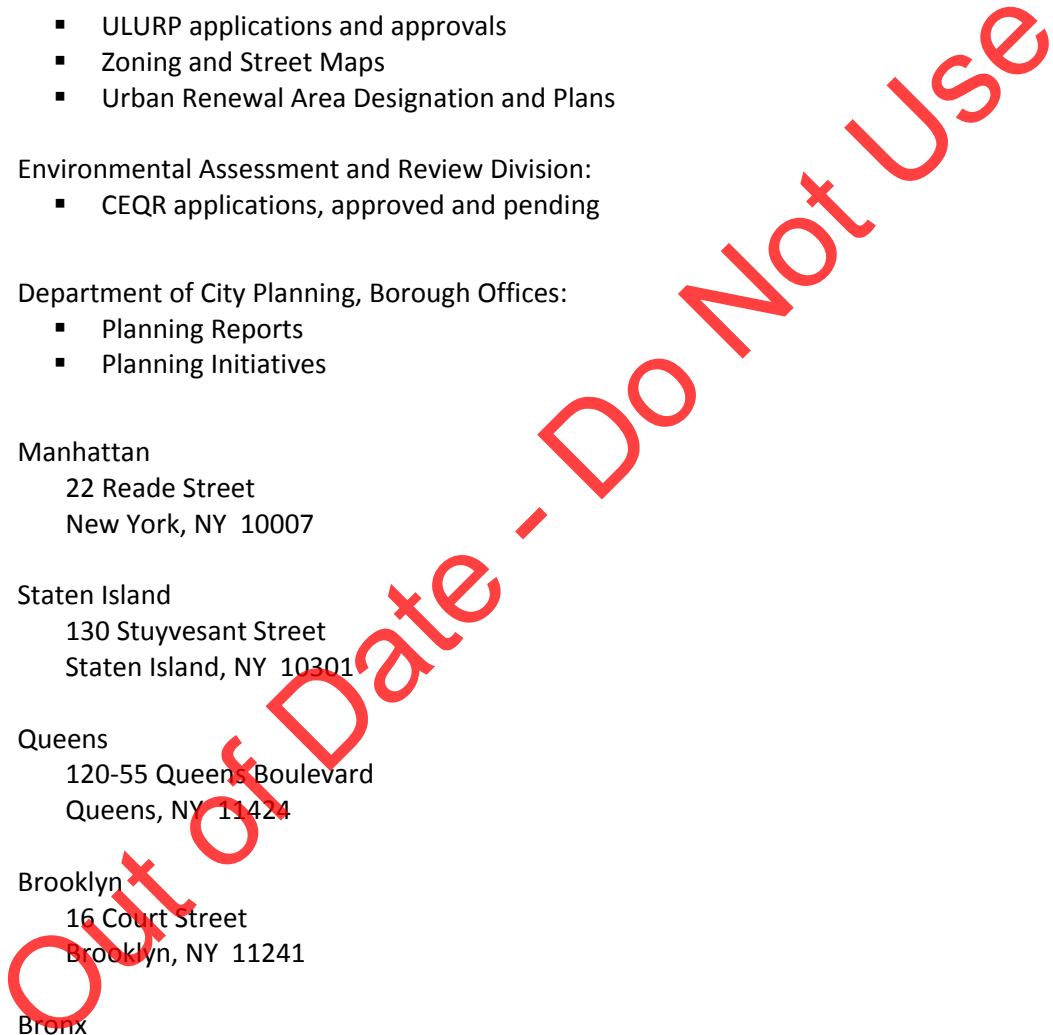 ▪ ULURP applications and approvals
▪ Zoning and Street Maps
▪ Urban Renewal Area Designation and Plans
Environmental Assessment and Review Division:
▪ CEQR applications, approved and pending
Department of City Planning, Borough Offices:
▪ Planning Reports
▪ Planning Initiatives
Manhattan
22 Reade Street
New York, NY 10007
Staten Island
130 Stuyvesant Street
Staten Island, NY 10301
Queens
120-55 Queens Boulevard
Queens, NY 11424
Brooklyn
16 Court Street
Brooklyn, NY 11241
Bronx
Out of Date - Do Not Use